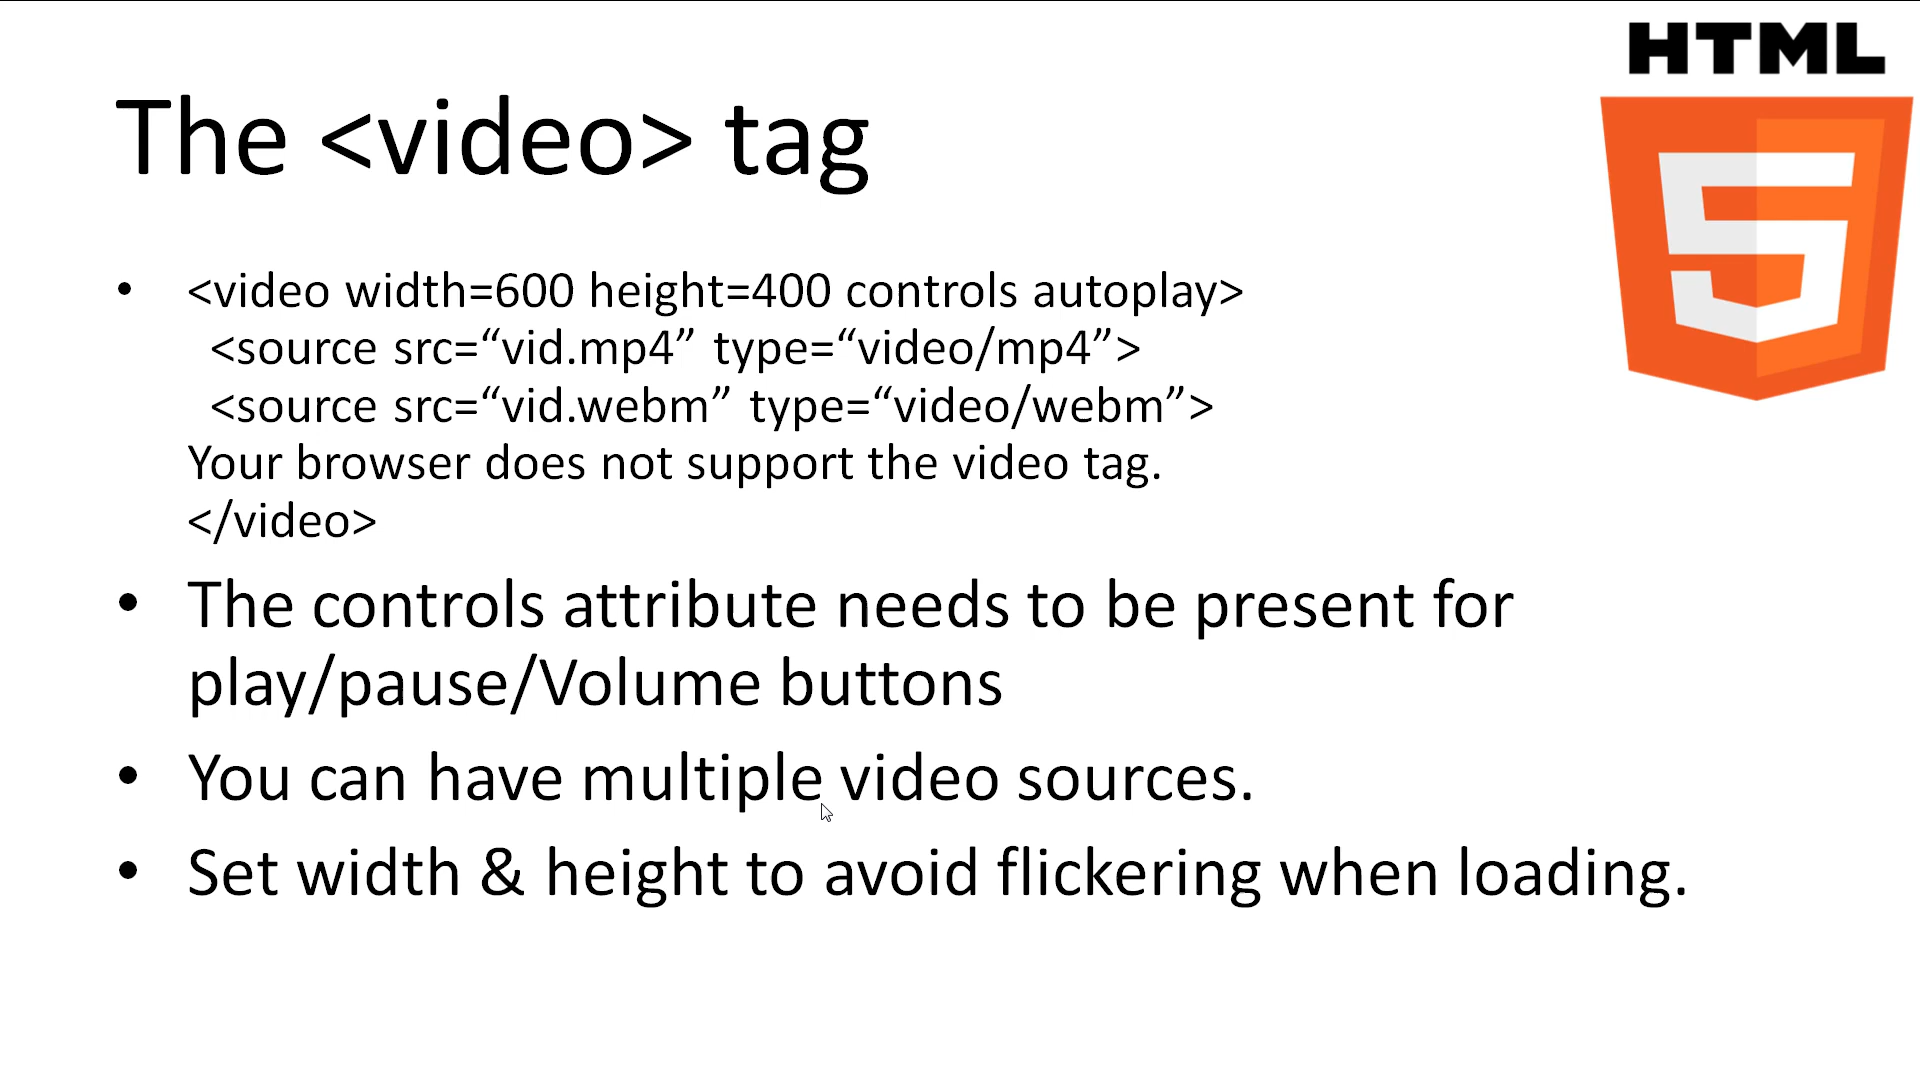 HTML
5
The <video> tag
• <video width=600 height=400 controls autoplay>
<source src=“vid.mp4” type=“video/mp4”>
<source src=“vid.webm” type=“video/webm”>
Your browser does not support the video tag.
</video>
• The controls attribute needs to be present for
play/pause/Volume buttons
• You can have multiple video sources.
• Set width & height to avoid flickering when loading.